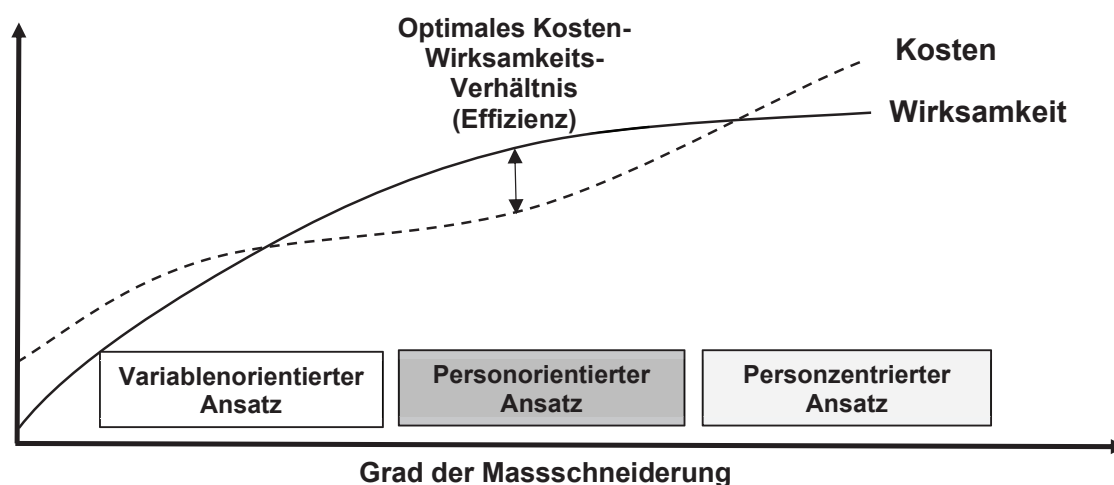 Optimales Kosten-
Wirksamkeits-
Verhältnis
(Effizienz)
Kosten
Wirksamkeit
Variablenorientierter
Ansatz
Personorientierter
Ansatz
Personzentrierter
Ansatz
Grad der Massschneiderung